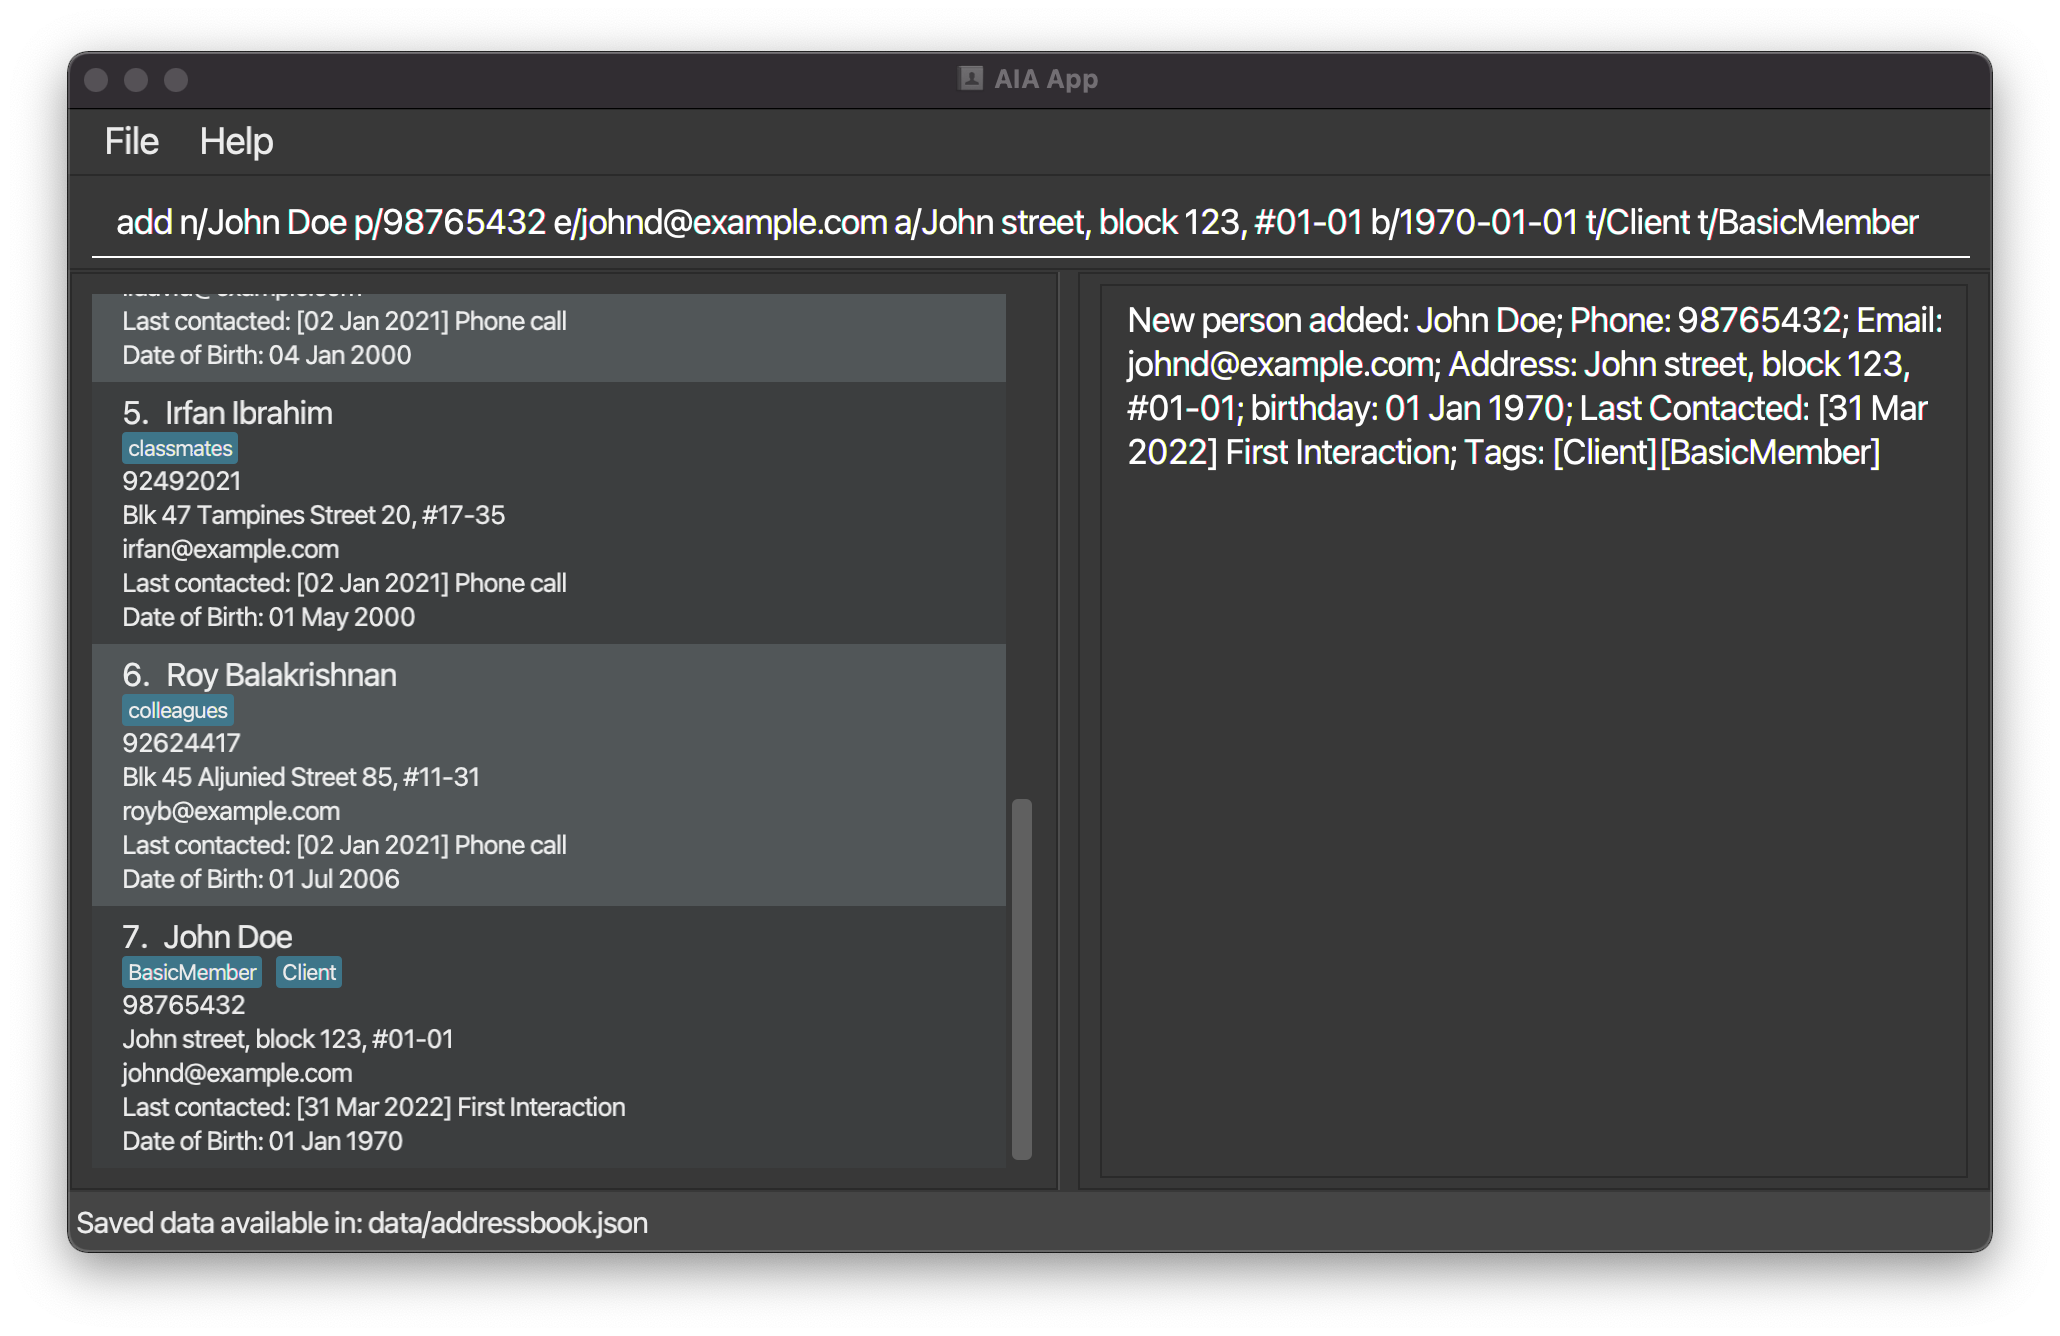 AIA App
File Help
add n/John Doe p/98765432 e/johnd@example.com a/John street, block 123, #01-01 b/1970-01-01 t/Client t/BasicMember
Last contacted: [02 Jan 2021] Phone call
Date of Birth: 04 Jan 2000
5. Irfan Ibrahim
classmates
92492021
Blk 47 Tampines Street 20, #17-35
irfan@example.com
Last contacted: [02 Jan 2021] Phone call
Date of Birth: 01 May 2000
6. Roy Balakrishnan
colleagues
92624417
Blk 45 Aljunied Street 85, #11-31
royb@example.com
Last contacted: [02 Jan 2021] Phone call
Date of Birth: 01 Jul 2006
7. John Doe
BasicMember Client
98765432
John street, block 123, #01-01
johnd@example.com
Last contacted: [31 Mar 2022] First Interaction
Date of Birth: 01 Jan 1970
New person added: John Doe; Phone: 98765432; Email:
johnd@example.com; Address: John street, block 123,
#01-01; birthday: 01 Jan 1970; Last Contacted: [31 Mar
2022] First Interaction; Tags: [Client][BasicMember]
Saved data available in: data/addressbook.json